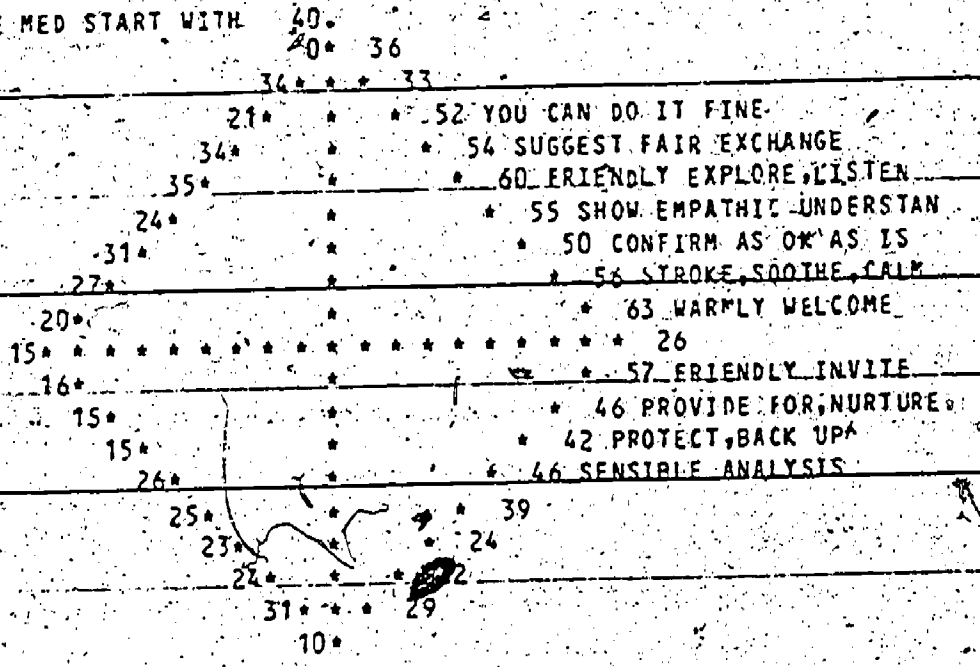 MED START WITH 40.
0* 36
34* * * 33
21* * * 52 YOU CAN DO IT FINE
34* * * 54 SUGGEST FAIR EXCHANGE
35* * * 60 FRIENDLY EXPLORE,LISTEN
24* * * 55 SHOW EMPATHIC UNDERSTAN
31* * * 50 CONFIRM AS OK AS IS
27* * * 56 STROKE,SOOTHE,CALM
20* * * 63 WARMLY WELCOME
15* * * * * * * * * * * * * * * * * * * 26
16* * * 57 FRIENDLY INVITE
15* * * 46 PROVIDE FOR,NURTURE
15* * * 42 PROTECT,BACK UP
26* * * 46 SENSIBLE ANALYSIS
25* * * 39
23* * * 24
24* * * 2
31* * * 29
10*